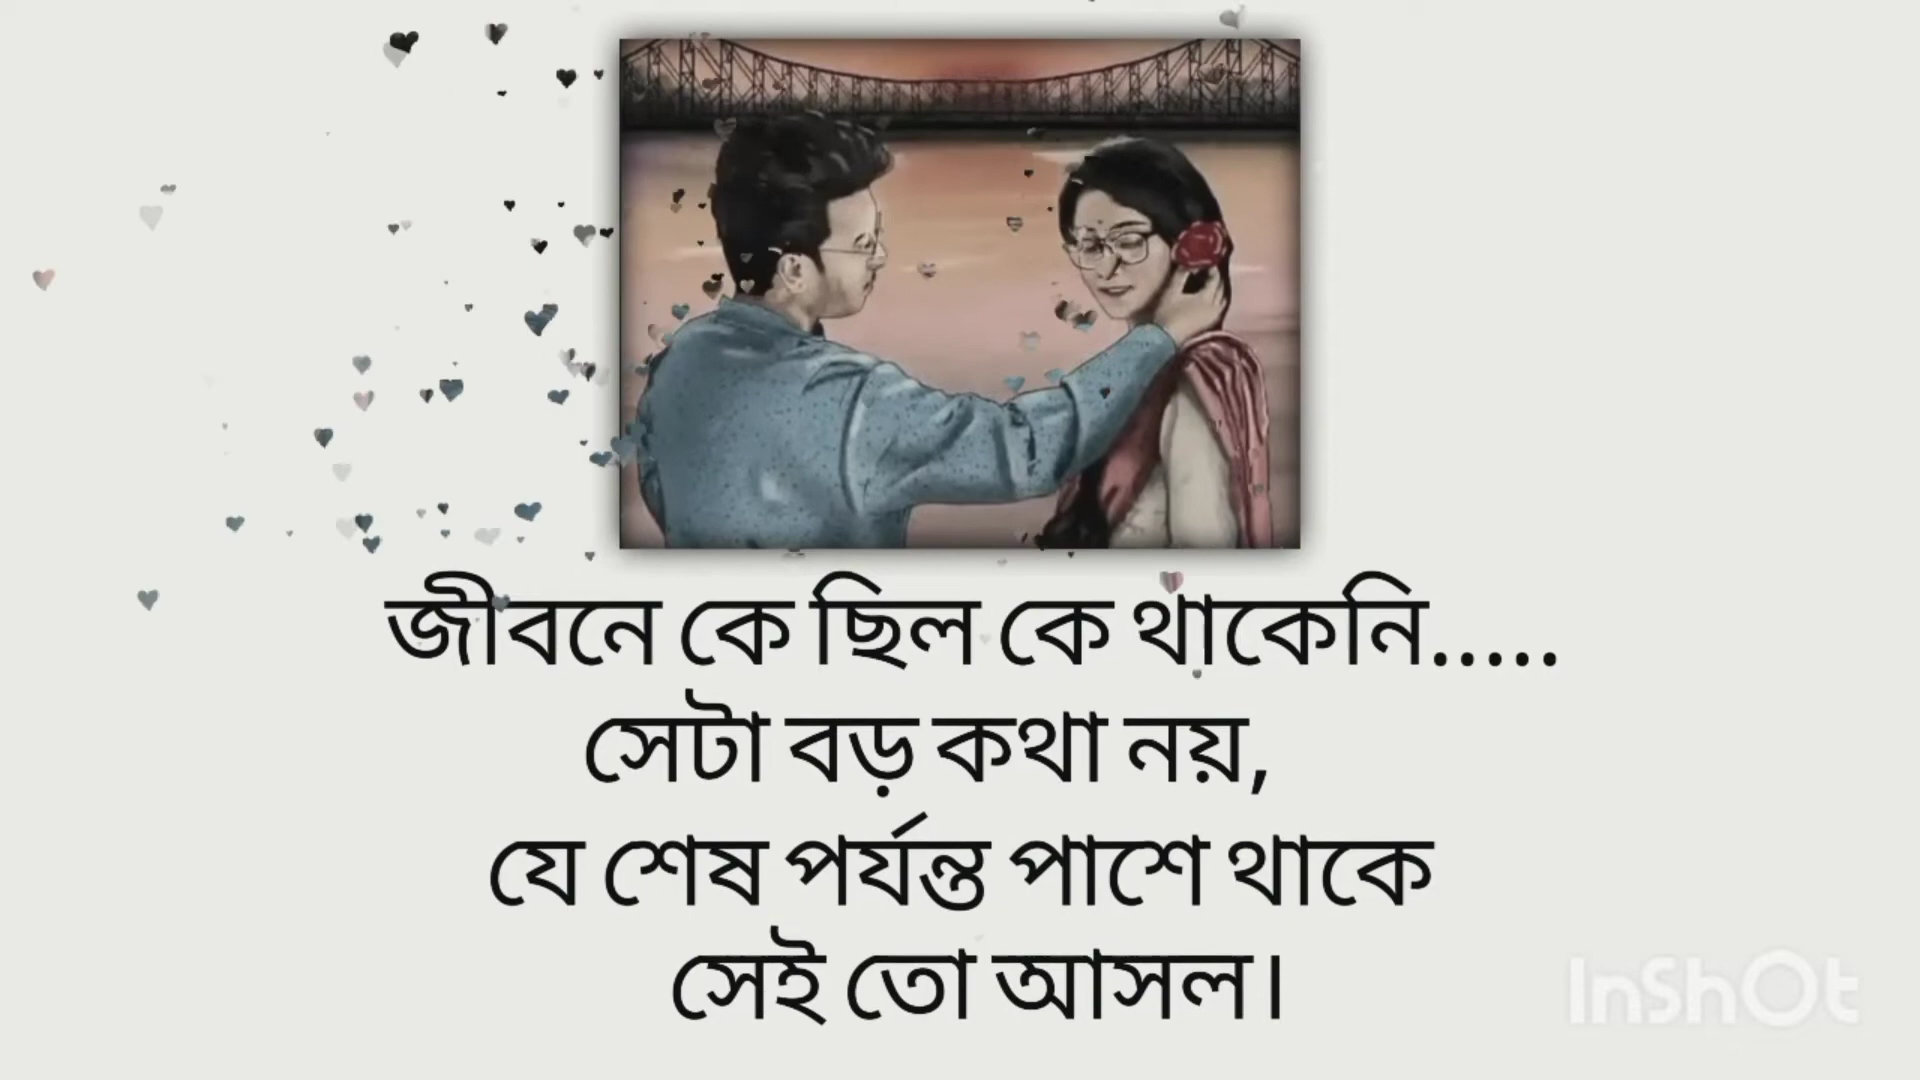 জীবনে কে ছিল কে থাকেনি.....
সেটা বড় কথা নয়,
যে শেষ পর্যন্ত পাশে থাকে
সেই তো আসল।
InShOt